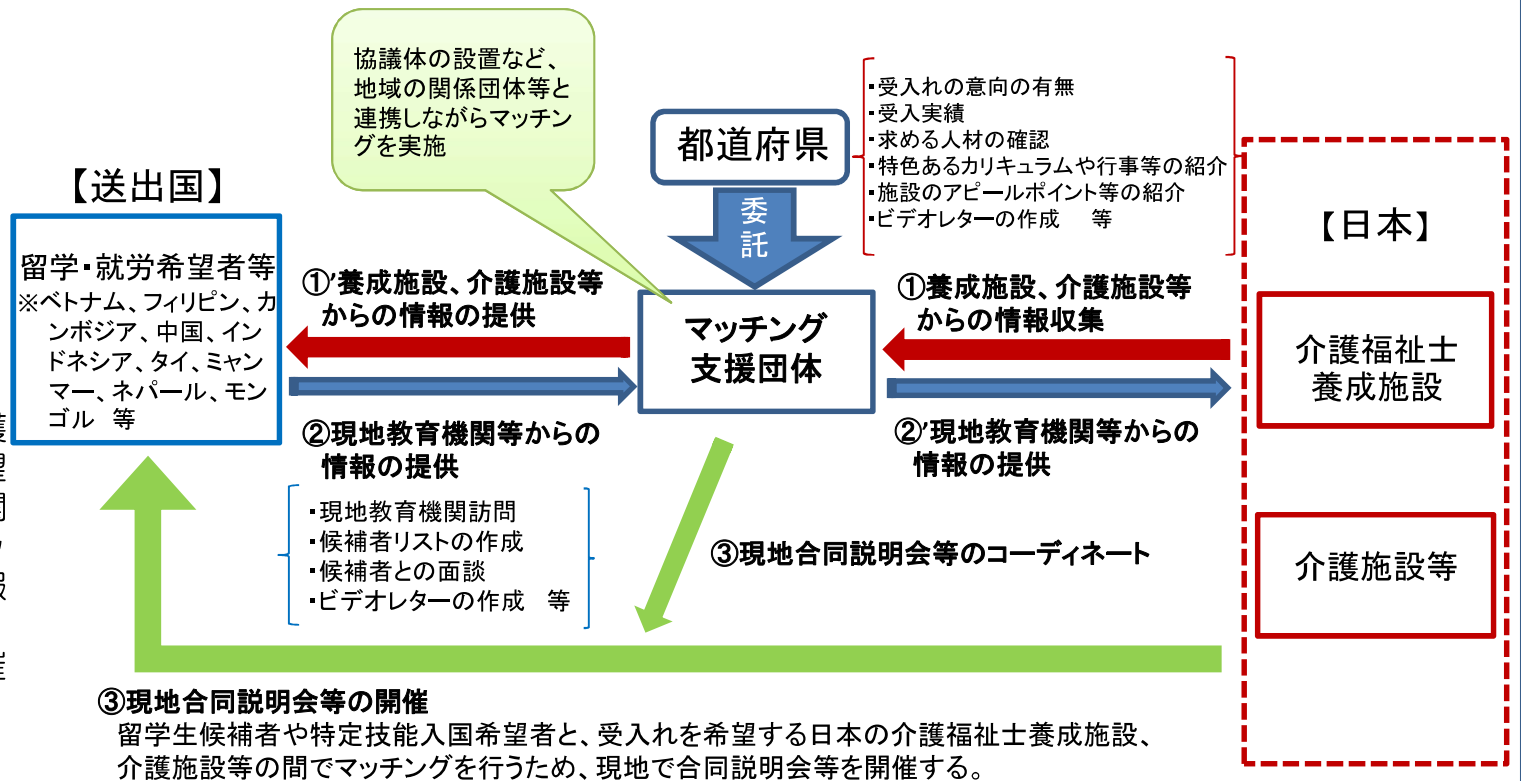 協議体の設置など、
地域の関係団体等と
連携しながらマッチン
グを実施
都道府県
委
託
・受入れの意向の有無
・受入実績
・求める人材の確認
・特色あるカリキュラムや行事等の紹介
・施設のアピールポイント等の紹介
・ビデオレターの作成　等
【送出国】
留学・就労希望者等
※ベトナム、フィリピン、カ
ンボジア、中国、イン
ドネシア、タイ、ミャン
マー、ネパール、モン
ゴル　等
①’養成施設、介護施設等
からの情報の提供
マッチング
支援団体
①養成施設、介護施設等
からの情報収集
【日本】
介護福祉士
養成施設
介護施設等
②現地教育機関等からの
情報の提供
・現地教育機関訪問
・候補者リストの作成
・候補者との面談
・ビデオレターの作成　等
②’現地教育機関等からの
情報の提供
③現地合同説明会等のコーディネート
③現地合同説明会等の開催
留学生候補者や特定技能入国希望者と、受入れを希望する日本の介護福祉士養成施設、
介護施設等の間でマッチングを行うため、現地で合同説明会等を開催する。